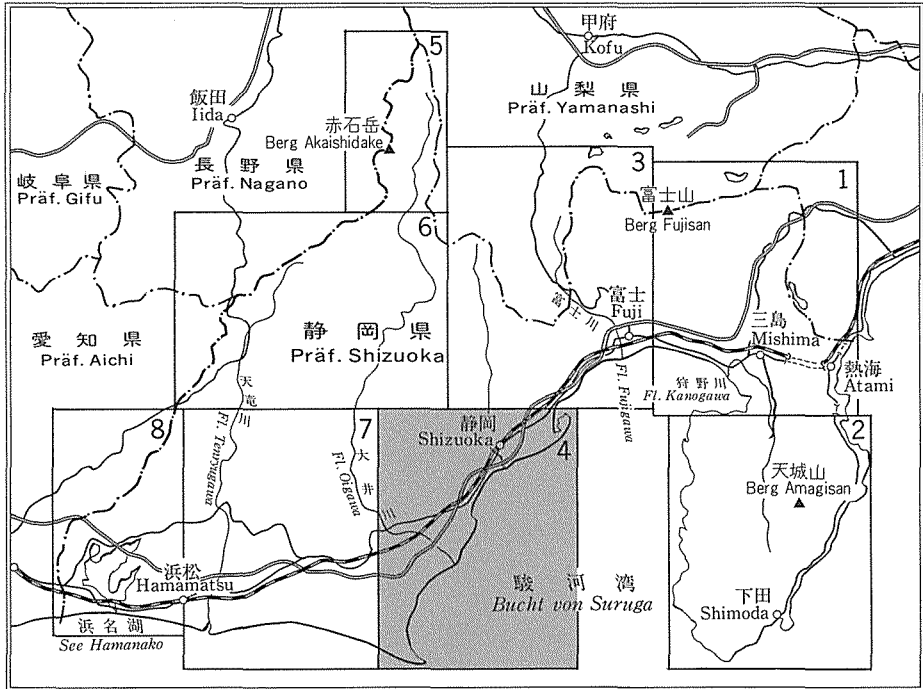 甲府
Kofu
5
山梨県
Präf. Yamanashi
飯田
Iida
赤石岳
Berg Akaishidake
長野県
Präf. Nagano
岐阜県
Präf. Gifu
3
1
富士山
Berg Fujisan
6
富士川
富士
Fuji
三島
Mishima
愛知県
Präf. Aichi
静岡県
Präf. Shizuoka
熱海
Atami
狩野川
Fl. Kanogawa
Fl. Fujigawa
天竜川
Fl. Tenryugawa
8
7
大井川
Fl. Oigawa
静岡
Shizuoka
4
2
天城山
Berg Amagisan
浜松
Hamamatsu
駿河湾
Bucht von Suruga
下田
Shimoda
浜名湖
See Hamanako